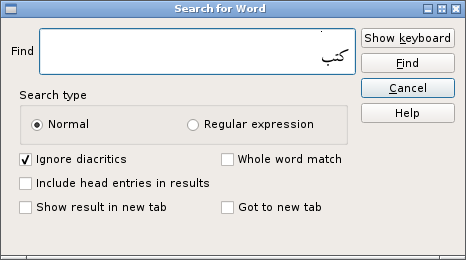 Search for Word
Find
كتب
Show keyboard
Find
Cancel
Help
Search type
Normal
Regular expression
Ignore diacritics
Whole word match
Include head entries in results
Show result in new tab
Got to new tab